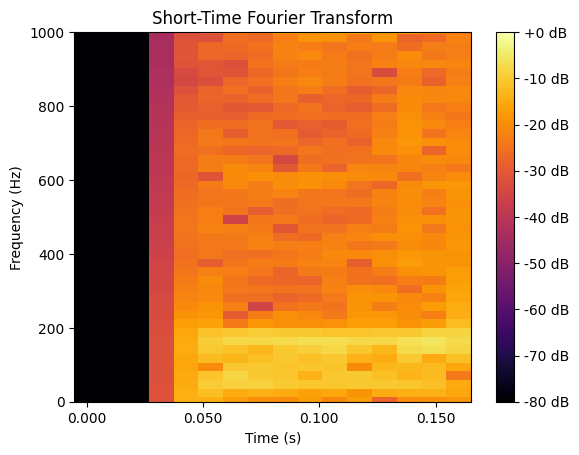 Short-Time Fourier Transform
1000
800
600
400
200
0
Frequency (Hz)
0.000
0.050
0.100
0.150
Time (s)
+0 dB
-10 dB
-20 dB
-30 dB
-40 dB
-50 dB
-60 dB
-70 dB
-80 dB